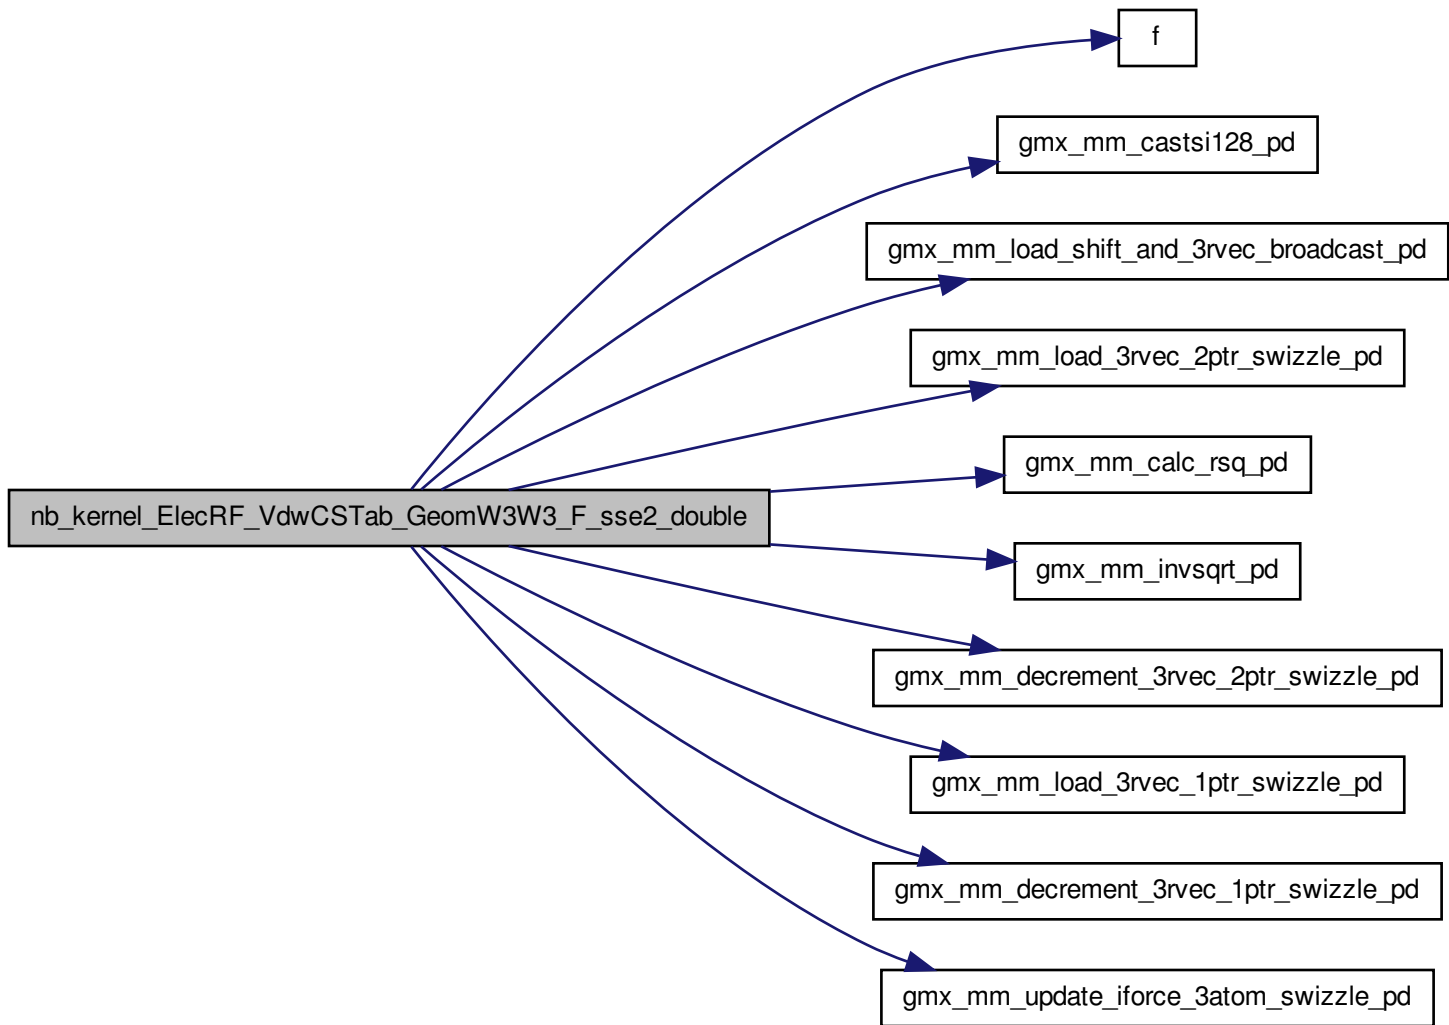 f
gmx_mm_castsi128_pd
gmx_mm_load_shift_and_3rvec_broadcast_pd
gmx_mm_load_3rvec_2ptr_swizzle_pd
gmx_mm_calc_rsq_pd
nb_kernel_ElecRF_VdwCSTab_GeomW3W3_F_sse2_double
gmx_mm_invsqrt_pd
gmx_mm_decrement_3rvec_2ptr_swizzle_pd
gmx_mm_load_3rvec_1ptr_swizzle_pd
gmx_mm_decrement_3rvec_1ptr_swizzle_pd
gmx_mm_update_iforce_3atom_swizzle_pd